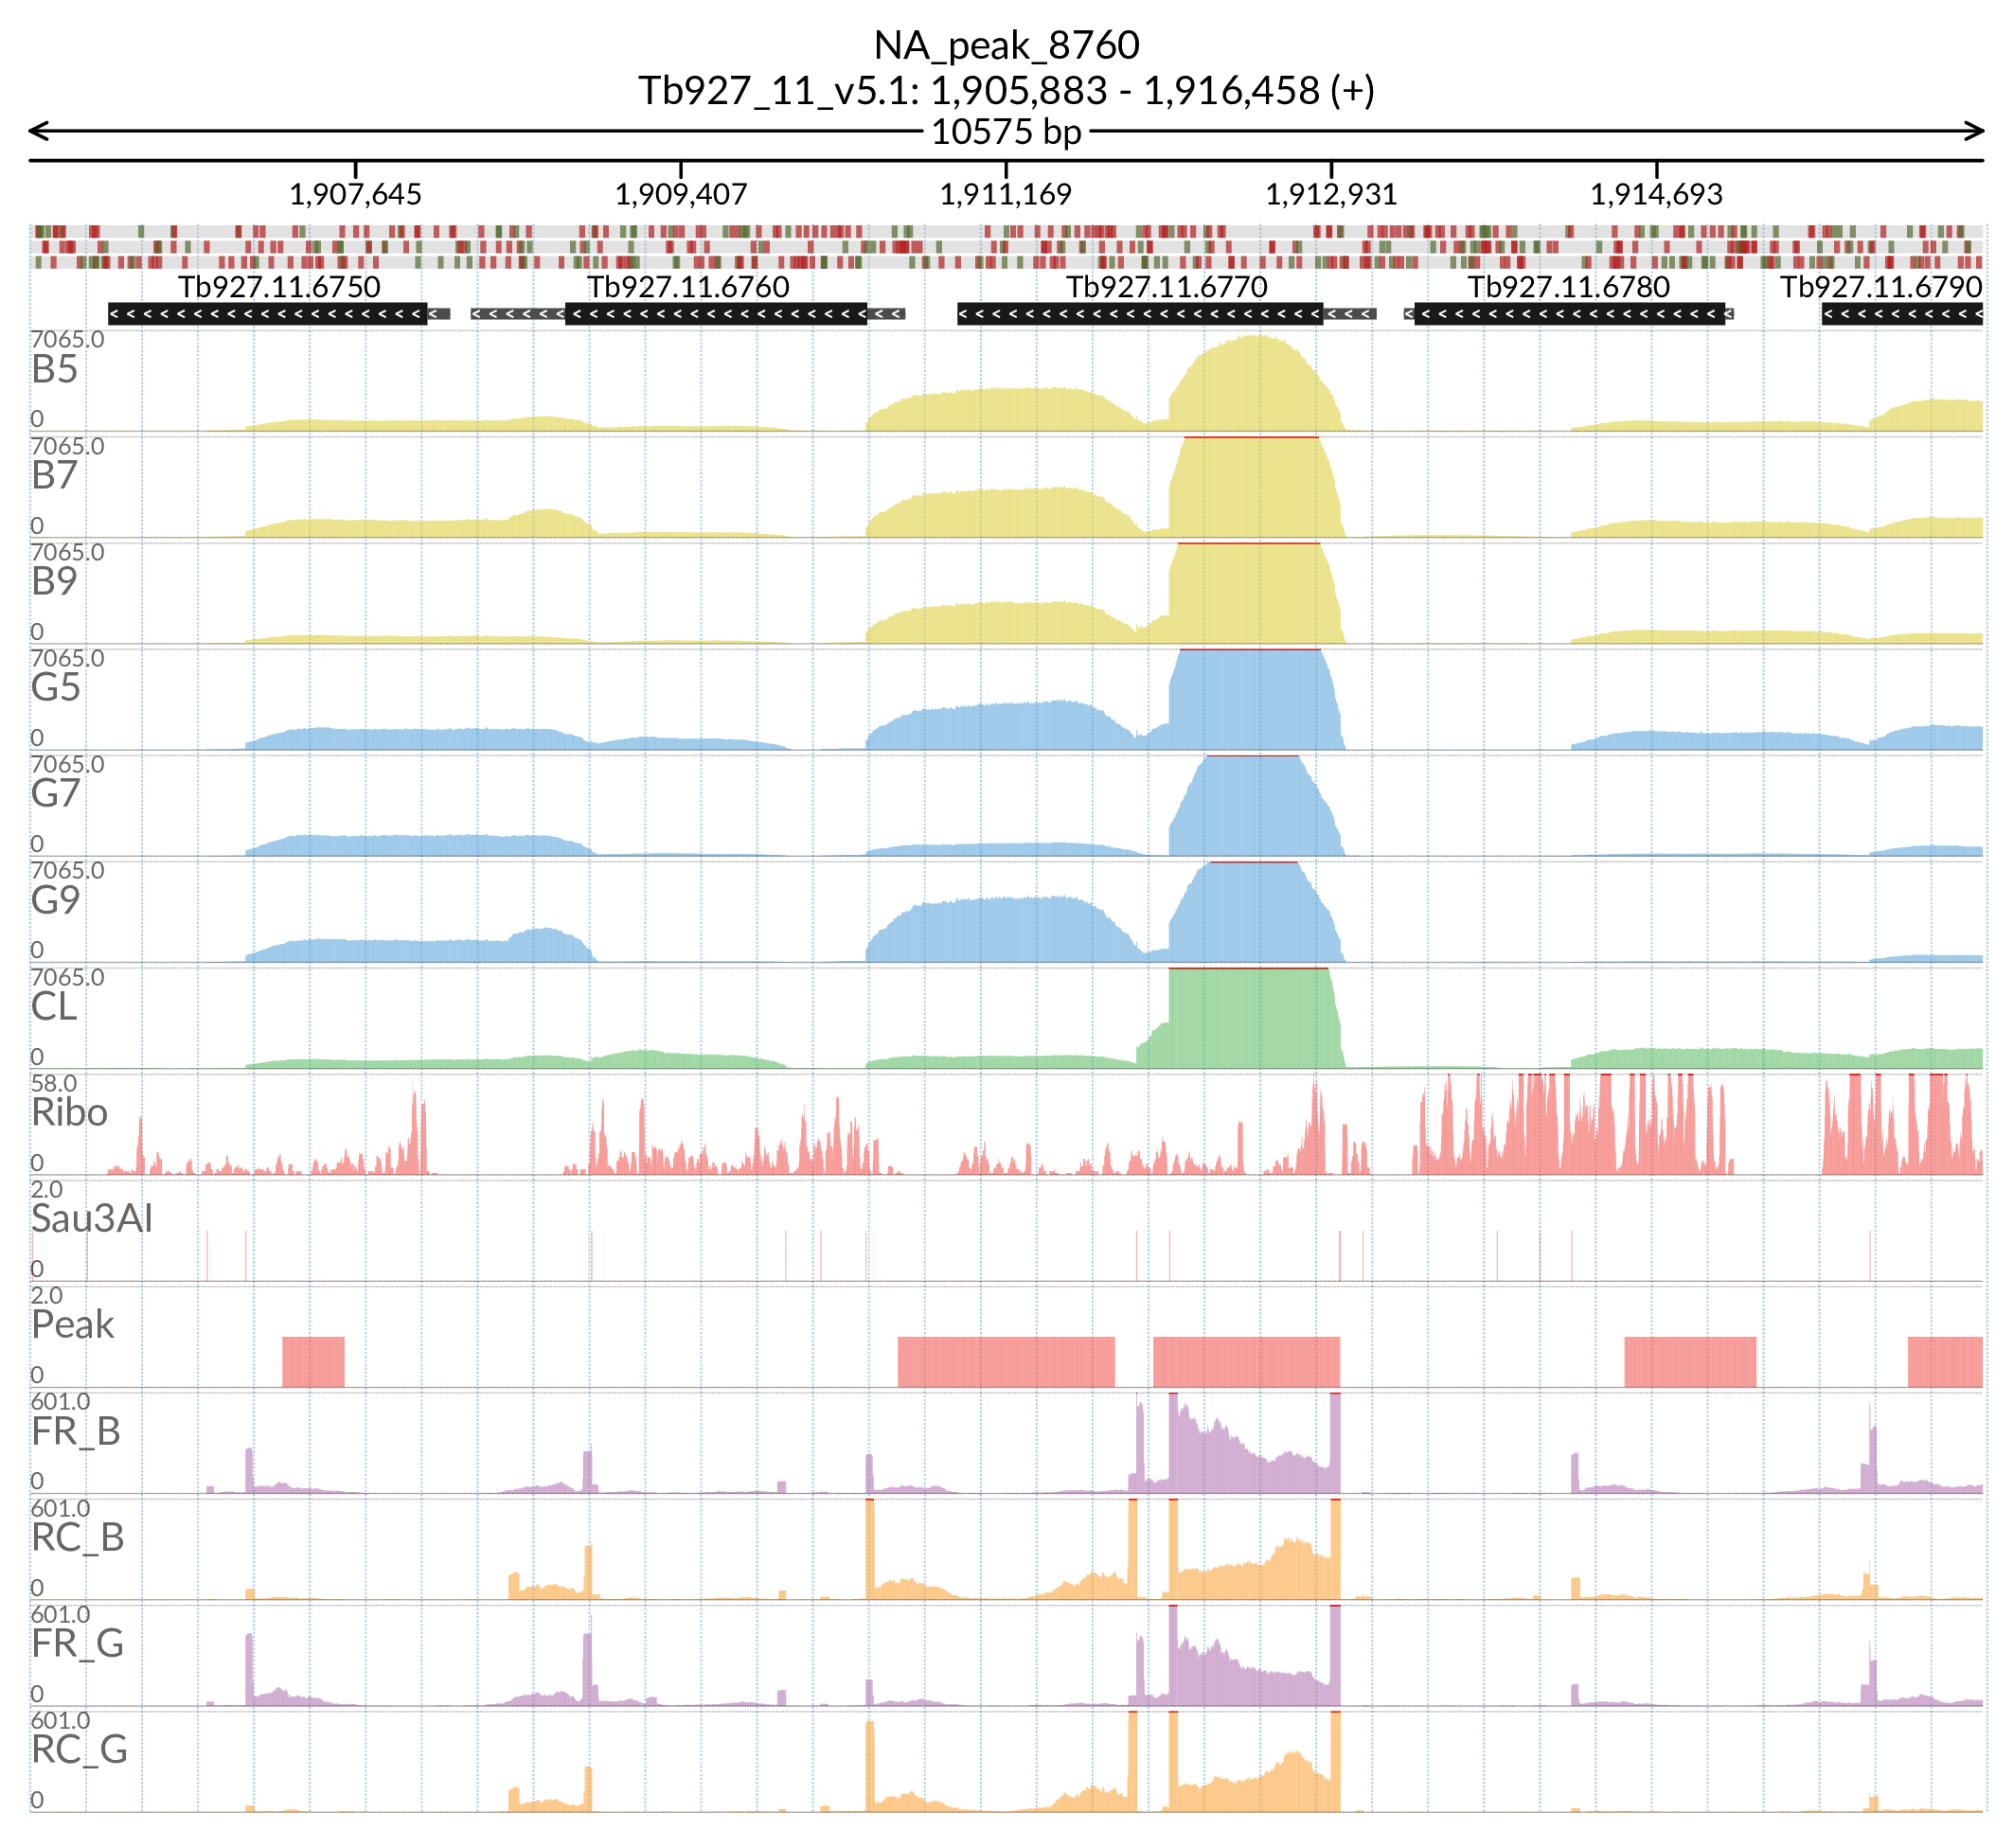 NA_peak_8760
Tb927_11_v5.1: 1,905,883 - 1,916,458 (+)
10575 bp
1,907,645 1,909,407 1,911,169 1,912,931 1,914,693
Tb927.11.6750 Tb927.11.6760 Tb927.11.6770 Tb927.11.6780 Tb927.11.6790
7065.0
B5
0
7065.0
B7
0
7065.0
B9
0
7065.0
G5
0
7065.0
G7
0
7065.0
G9
0
7065.0
CL
0
58.0
Ribo
0
2.0
Sau3AI
0
2.0
Peak
0
601.0
FR_B
0
601.0
RC_B
0
601.0
FR_G
0
601.0
RC_G
0